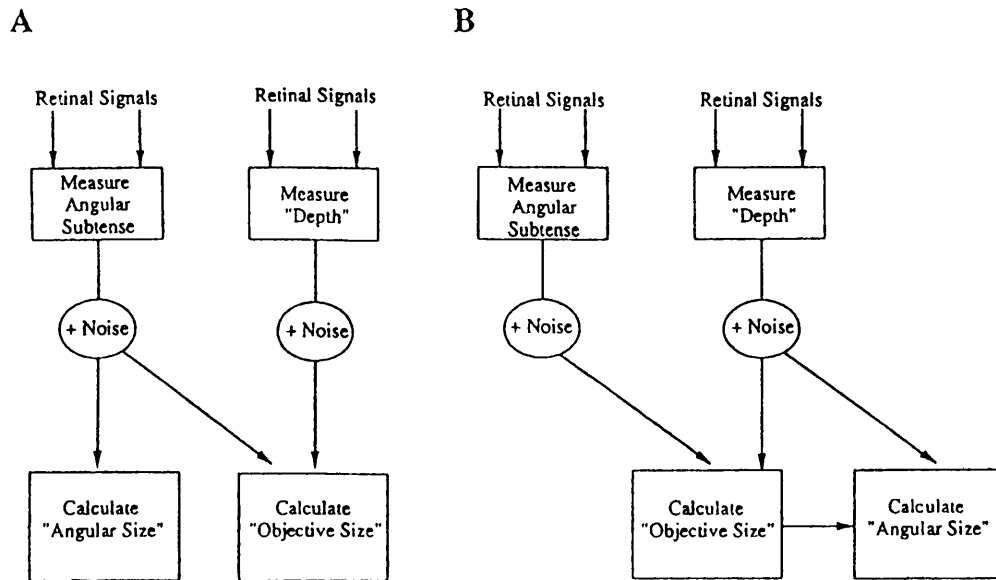 A
Retinal Signals
Retinal Signals
Measure
Angular
Subtense
Measure
"Depth"
+ Noise
+ Noise
Calculate
"Angular Size"
Calculate
"Objective Size"
B
Retinal Signals
Retinal Signals
Measure
Angular
Subtense
Measure
"Depth"
+ Noise
+ Noise
Calculate
"Objective Size"
Calculate
"Angular Size"